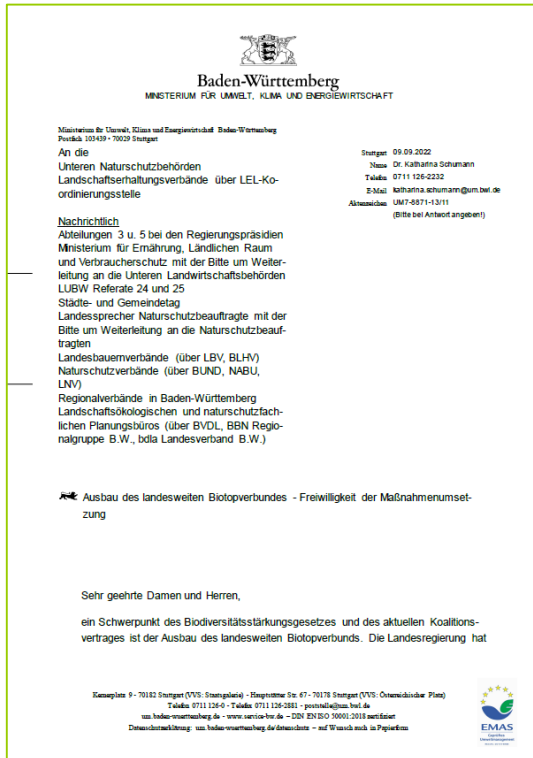 Baden-Württemberg
MINISTERIUM FÜR UMWELT, KLIMA UND ENERGIEWIRTSCHAFT
Ministerium für Umwelt, Klima und Energiewirtschaft Baden-Württemberg
Postfach 103439 • 70029 Stuttgart
An die
Unteren Naturschutzbehörden
Landschaftserhaltungsverbände über LEL-Ko-
ordinierungsstelle
Stuttgart 09.09.2022
Name Dr. Katharina Schumann
Telefon 0711 126-2232
E-Mail katharina.schumann@um.bwl.de
Aktenzeichen UM7-8871-13/11
(Bitte bei Antwort angeben!)
Nachrichtlich
Abteilungen 3 u. 5 bei den Regierungspräsidien
Ministerium für Ernährung, Ländlichen Raum
und Verbraucherschutz mit der Bitte um Weiter-
leitung an die Unteren Landwirtschaftsbehörden
LUBW Referate 24 und 25
Städte- und Gemeindetag
Landessprecher Naturschutzbeauftragte mit der
Bitte um Weiterleitung an die Naturschutzbeauf-
tragten
Landesbauernverbände (über LBV, BLHV)
Naturschutzverbände (über BUND, NABU,
LNV)
Regionalverbände in Baden-Württemberg
Landschaftsökologischen und naturschutzfach-
lichen Planungsbüros (über BVDL, BBN Regio-
nalgruppe B.W., bdla Landesverband B.W.)
Ausbau des landesweiten Biotopverbundes - Freiwilligkeit der Maßnahmenumset-
zung
Sehr geehrte Damen und Herren,
ein Schwerpunkt des Biodiversitätsstärkungsgesetzes und des aktuellen Koalitions-
vertrages ist der Ausbau des landesweiten Biotopverbunds. Die Landesregierung hat
Kernerplatz 9 - 70182 Stuttgart (VVS: Staatsgalerie) - Hauptstätter Str. 67 - 70178 Stuttgart (VVS: Österreichischer Platz)
Telefon 0711 126-0 - Telefax 0711 126-2881 - poststelle@um.bwl.de
um.baden-wuerttemberg.de - www.service-bw.de – DIN EN ISO 50001:2018 zertifiziert
Datenschutzerklärung: um.baden-wuerttemberg.de/datenschutz – auf Wunsch auch in Papierform
EMAS